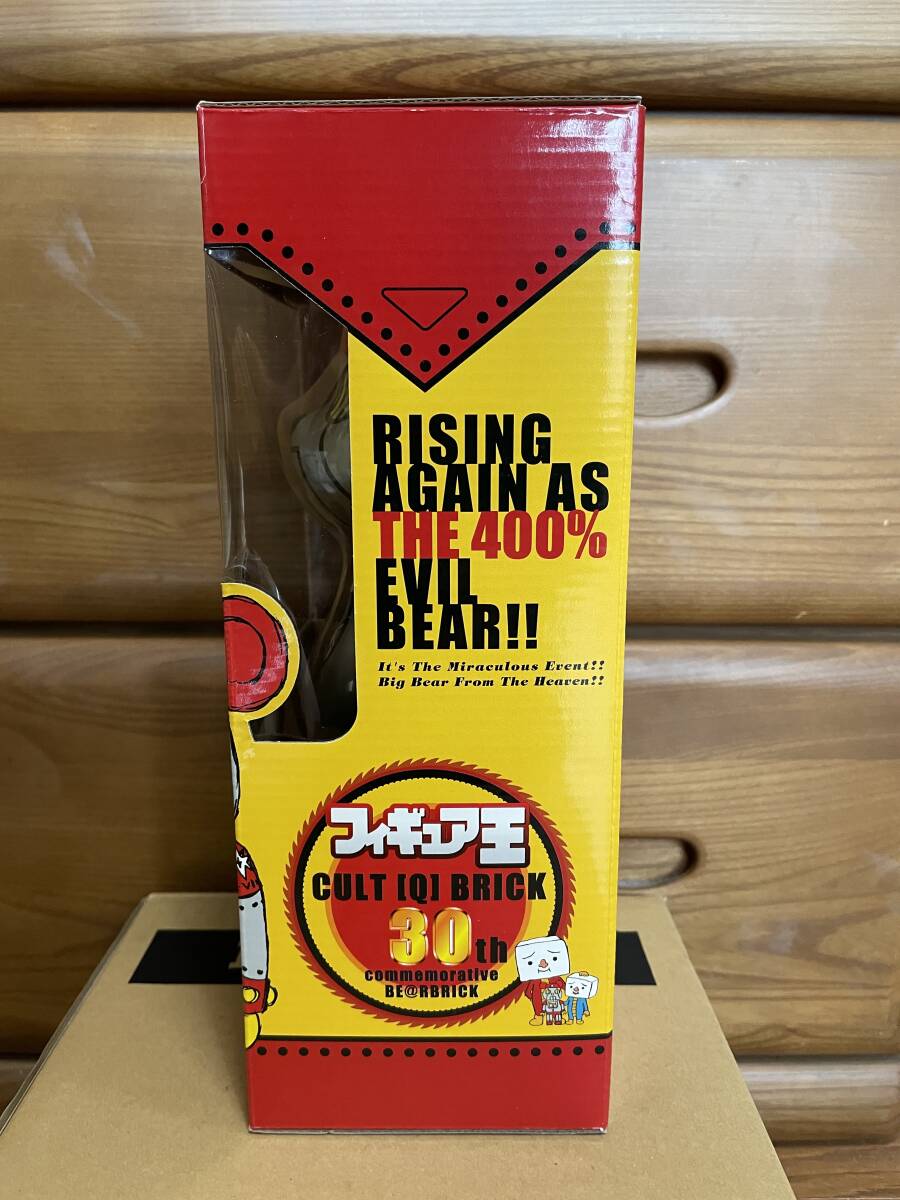 RISING
AGAIN AS
THE 400%
EVIL
BEAR!!
It's The Miraculous Event!!
Big Bear From The Heaven!!
フィギュア王
CULT [Q] BRICK
30th
commemorative
BE@RBRICK